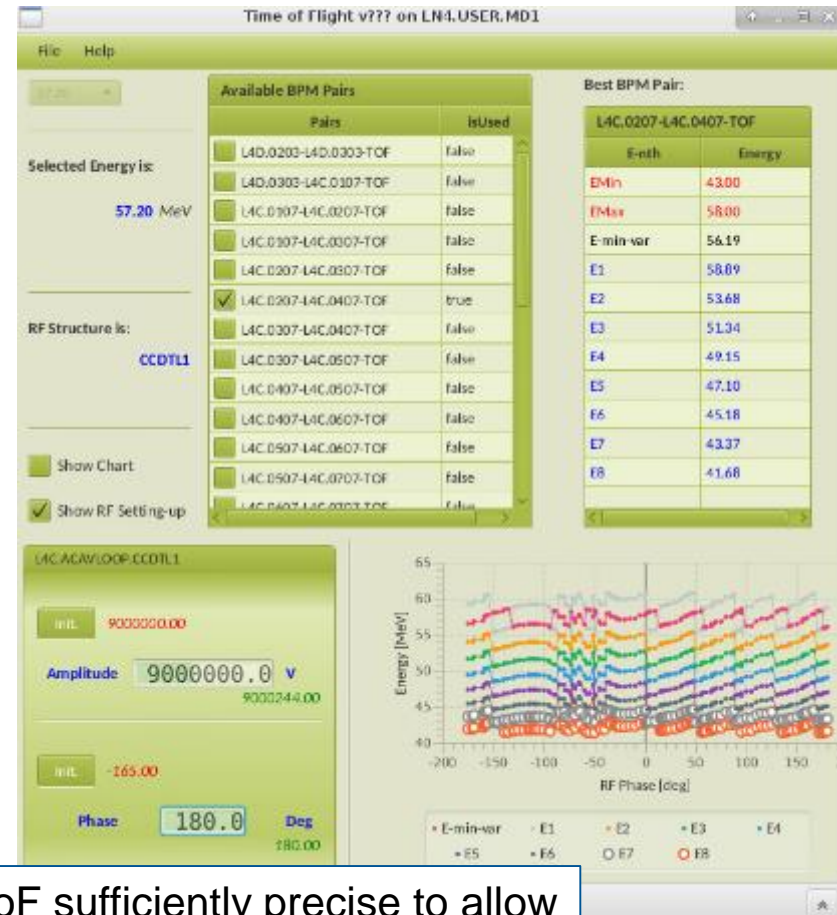 Time of Flight v??? on LN4.USER.MD1
File Help
57.20
Selected Energy is:
57.20 MeV
RF Structure is:
CCDTL1
Show Chart
Show RF Setting-up
Available BPM Pairs
Pairs isUsed
L4D.0203-L4D.0303-TOF false
L4D.0303-L4C.0107-TOF false
L4C.0107-L4C.0207-TOF false
L4C.0107-L4C.0307-TOF false
L4C.0207-L4C.0307-TOF false
L4C.0207-L4C.0407-TOF true
L4C.0307-L4C.0407-TOF false
L4C.0307-L4C.0507-TOF false
L4C.0407-L4C.0507-TOF false
L4C.0407-L4C.0607-TOF false
L4C.0507-L4C.0607-TOF false
L4C.0507-L4C.0707-TOF false
L4C.0607-L4C.0707-TOF false
Best BPM Pair:
L4C.0207-L4C.0407-TOF
E-nth Energy
EMin 43.00
EMax 58.00
E-min-var 56.19
E1 58.89
E2 53.68
E3 51.34
E4 49.15
E5 47.10
E6 45.18
E7 43.37
E8 41.68
L4C.ACAVLOOP.CCDTL1
Init. 9000000.00
Amplitude 9000000.0 V
9000244.00
Init. -165.00
Phase 180.0 Deg
180.00
Energy [MeV]
65
60
55
50
45
40
-200 -150 -100 -50 0 50 100 150
RF Phase [deg]
E-min-var E1 E2 E3 E4
E5 E6 E7 E8
oF sufficiently precise to allow